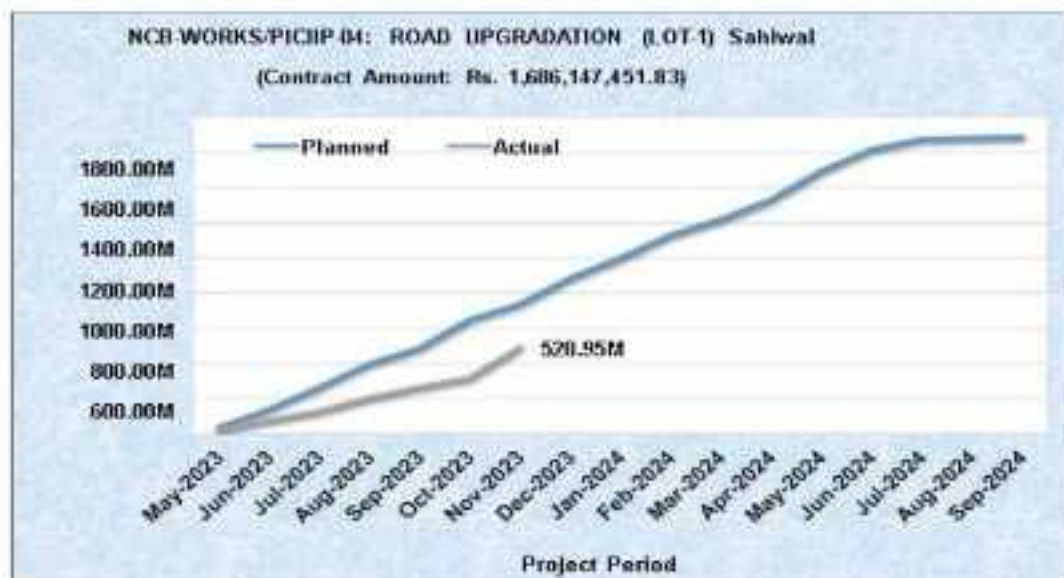 NCB-WORKS/PICIIP-04: ROAD UPGRADATION (LOT-1) Sahiwal
(Contract Amount: Rs. 1,686,147,451.83)
Planned
Actual
1800.00M
1600.00M
1400.00M
1200.00M
1000.00M
800.00M
600.00M
528.95M
May-2023
Jun-2023
Jul-2023
Aug-2023
Sep-2023
Oct-2023
Nov-2023
Dec-2023
Jan-2024
Feb-2024
Mar-2024
Apr-2024
May-2024
Jun-2024
Jul-2024
Aug-2024
Sep-2024
Project Period